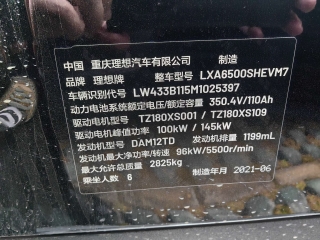 中国 重庆理想汽车有限公司 制造
品牌 理想牌 整车型号 LXA6500SHEVM7
车辆识别代号 LW433B115M1025397
动力电池系统额定电压/额定容量 350.4V/110Ah
驱动电机型号 TZ180XS001 / TZ180XS109
驱动电机峰值功率 100kW / 145kW
发动机型号 DAM12TD 发动机排量 1199mL
发动机最大净功率/转速 96kW/5500r/min
最大允许总质量 2825kg
乘坐人数 6 制造年月 2021-06